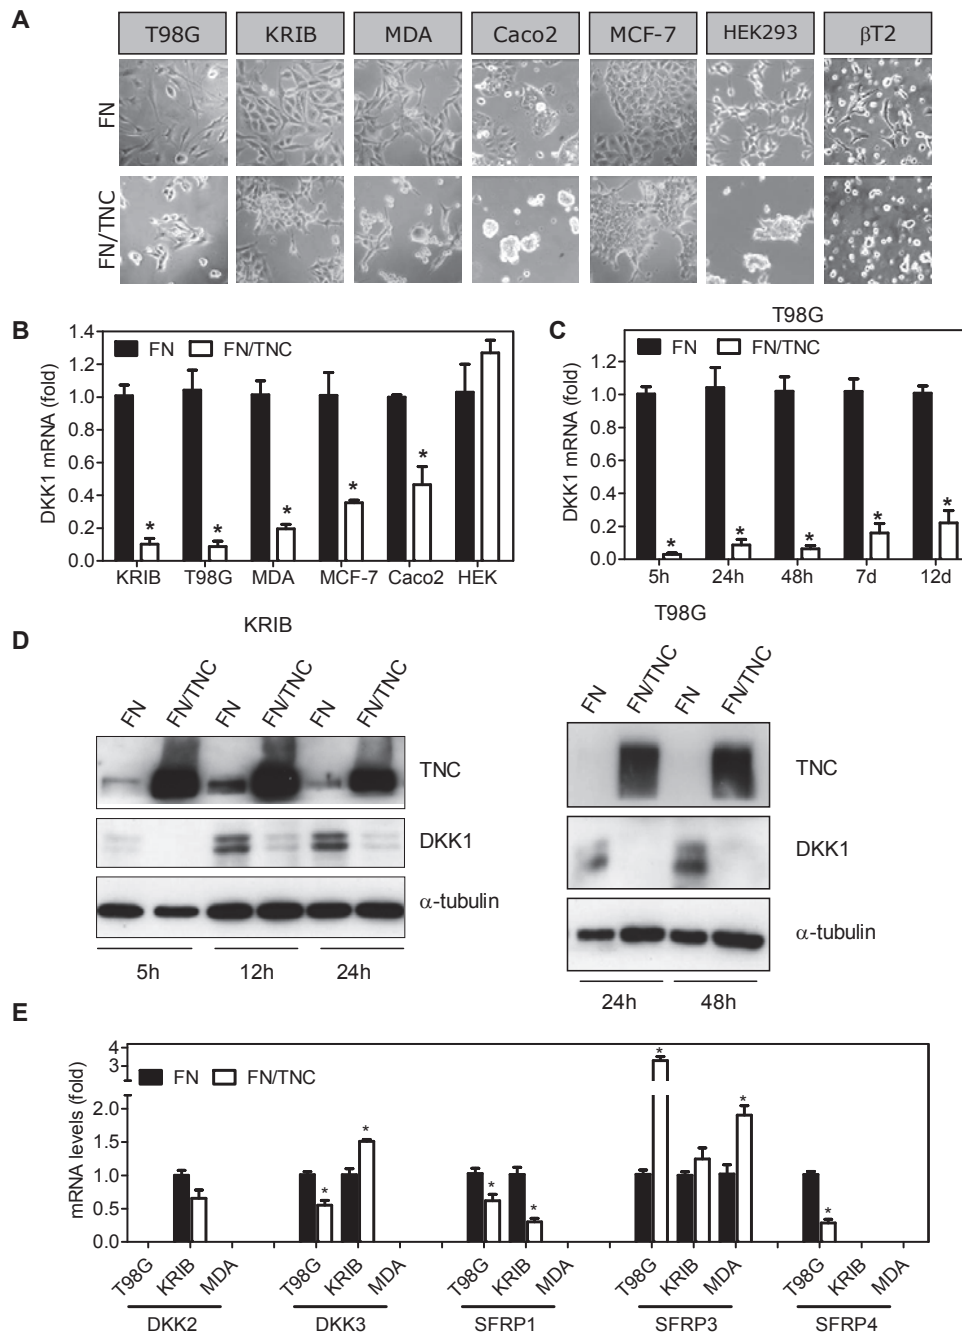 A
T98G KRIB MDA Caco2 MCF-7 HEK293 βT2
FN
FN/TNC
B
DKK1 mRNA (fold)
1.4
1.2
1.0
0.8
0.6
0.4
0.2
0.0
FN FN/TNC
* * * * *
KRIB T98G MDA MCF-7 Caco2 HEK
C
T98G
DKK1 mRNA (fold)
1.2
1.0
0.8
0.6
0.4
0.2
0
FN FN/TNC
* * * * *
5h 24h 48h 7d 12d
D
KRIB
FN FN/TNC FN FN/TNC FN FN/TNC
TNC
DKK1
α-tubulin
5h 12h 24h
T98G
FN FN/TNC FN FN/TNC
TNC
DKK1
α-tubulin
24h 48h
E
mRNA levels (fold)
4
3
2.0
1.5
1.0
0.5
0.0
FN FN/TNC
* * * * * * *
T98G KRIB MDA T98G KRIB MDA T98G KRIB MDA T98G KRIB MDA T98G KRIB MDA
DKK2 DKK3 SFRP1 SFRP3 SFRP4